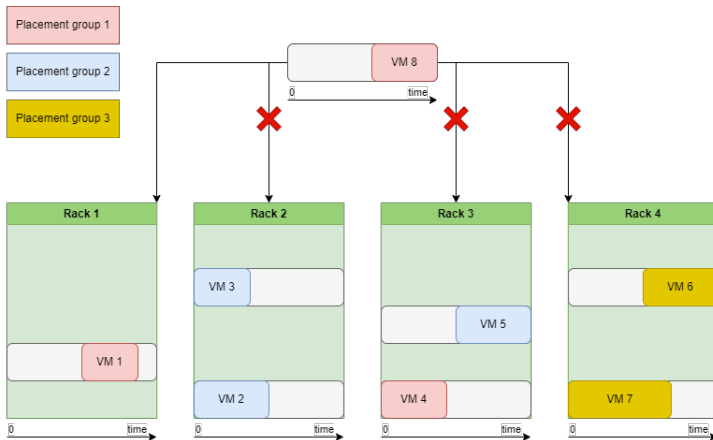 Placement group 1
Placement group 2
Placement group 3
VM 8
0 time
Rack 1
Rack 2
Rack 3
Rack 4
VM 3
VM 6
VM 5
VM 1
VM 2
VM 4
VM 7
0 time
0 time
0 time
0 time